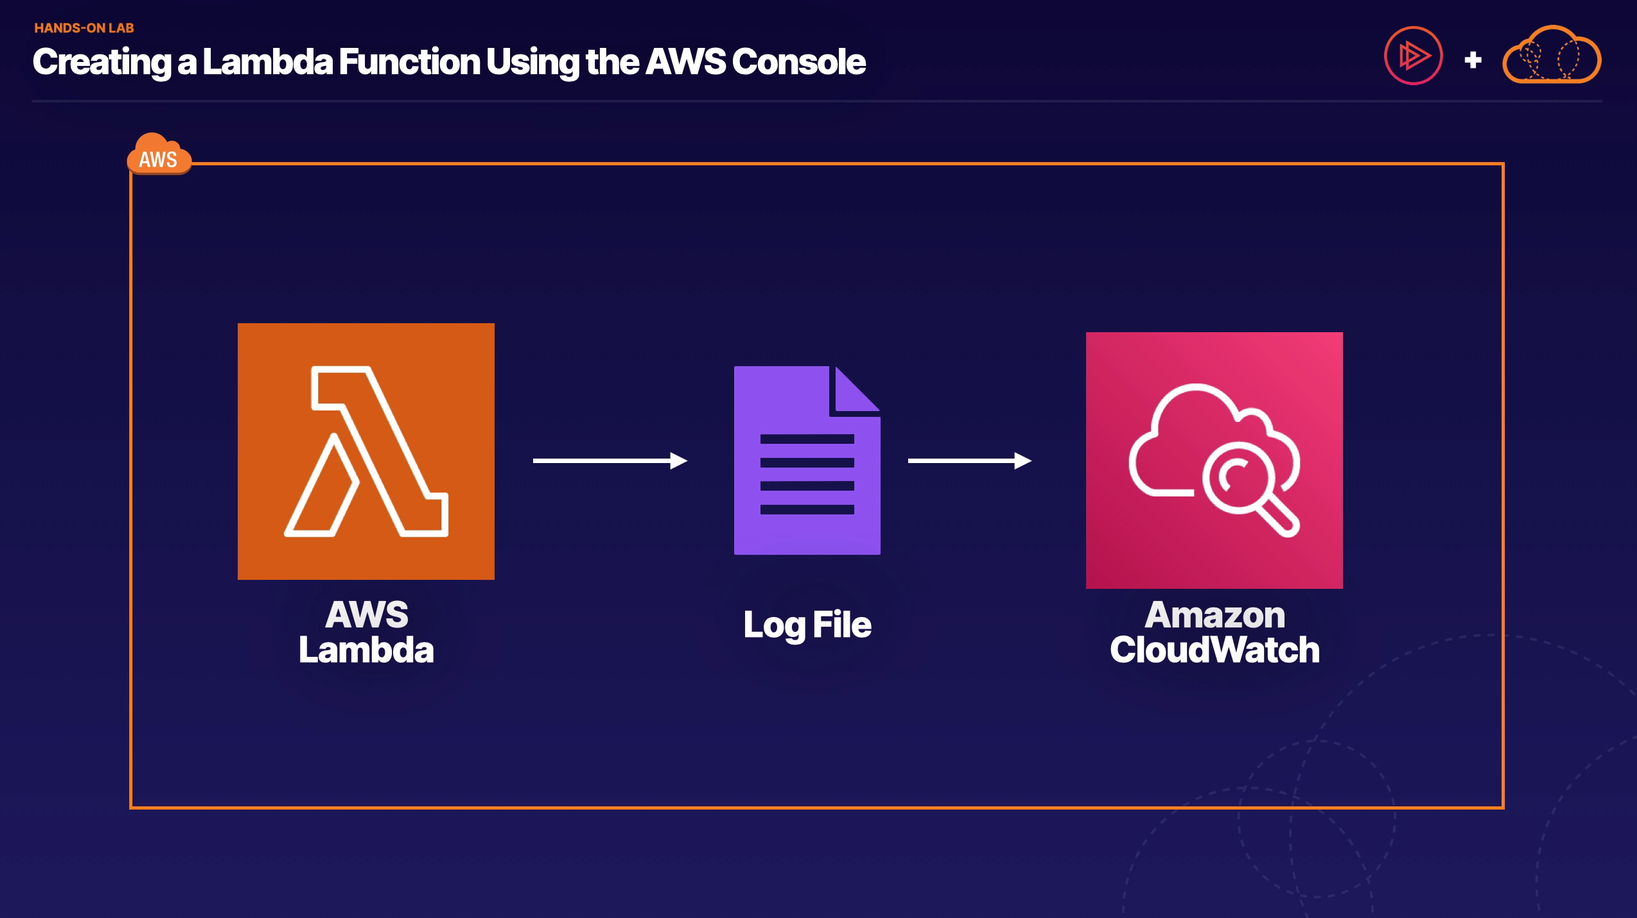 HANDS-ON LAB
Creating a Lambda Function Using the AWS Console
+
AWS
AWS
Lambda
Log File
Amazon
CloudWatch